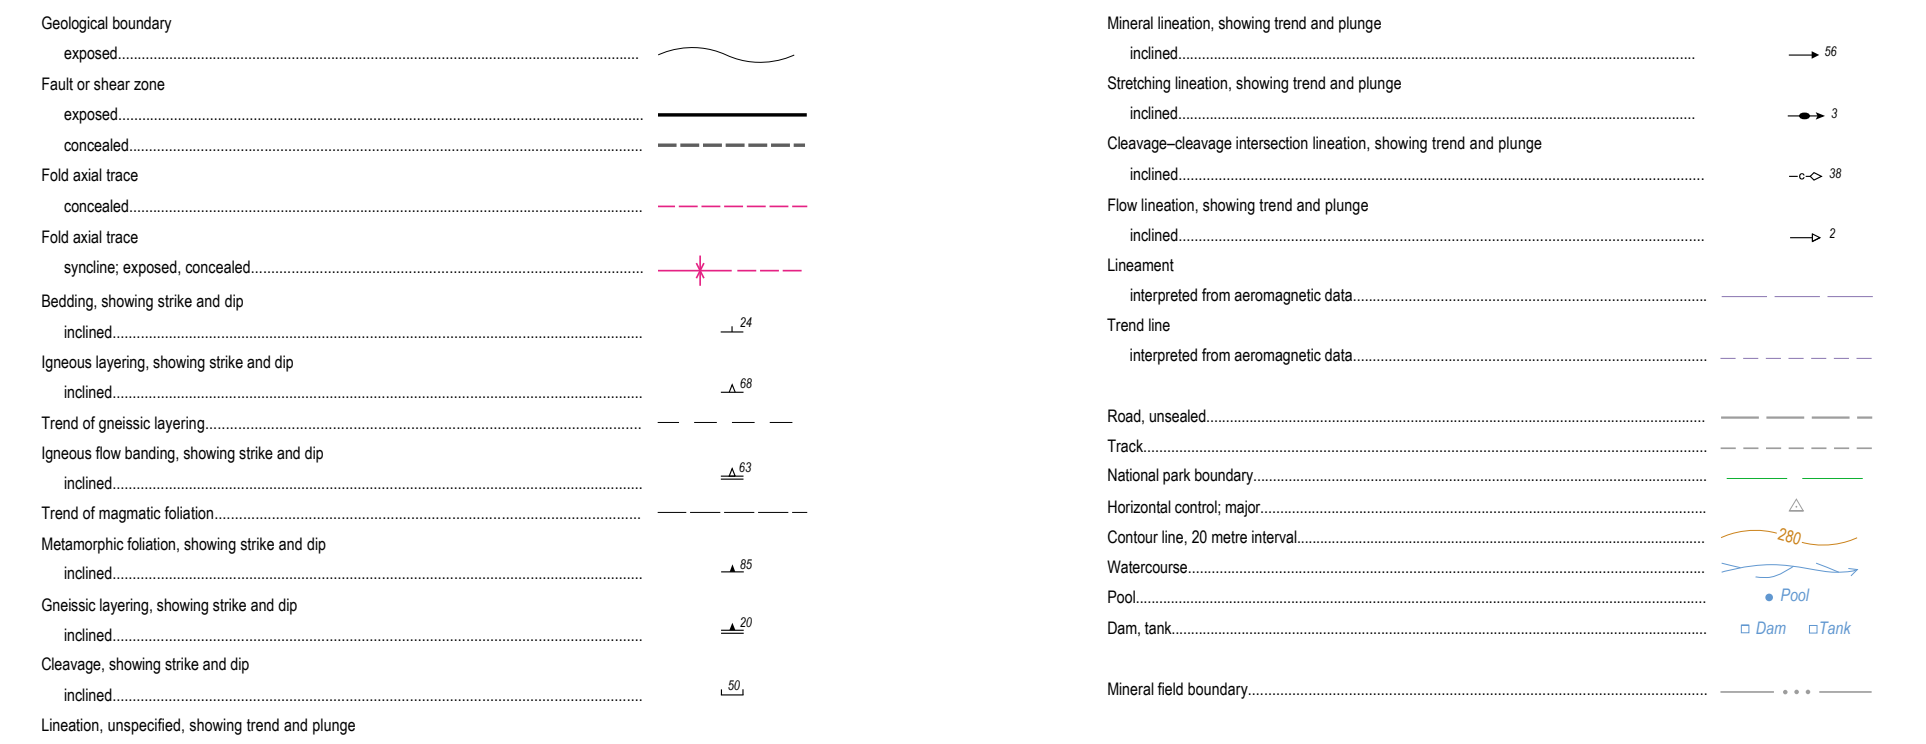 Geological boundary
exposed
Fault or shear zone
exposed
concealed
Fold axial trace
concealed
Fold axial trace
syncline; exposed, concealed
Bedding, showing strike and dip
inclined 24
Igneous layering, showing strike and dip
inclined 68
Trend of gneissic layering
Igneous flow banding, showing strike and dip
inclined 63
Trend of magmatic foliation
Metamorphic foliation, showing strike and dip
inclined 85
Gneissic layering, showing strike and dip
inclined 20
Cleavage, showing strike and dip
inclined 50
Lineation, unspecified, showing trend and plunge
Mineral lineation, showing trend and plunge
inclined 56
Stretching lineation, showing trend and plunge
inclined 3
Cleavage–cleavage intersection lineation, showing trend and plunge
inclined c 38
Flow lineation, showing trend and plunge
inclined 2
Lineament
interpreted from aeromagnetic data
Trend line
interpreted from aeromagnetic data
Road, unsealed
Track
National park boundary
Horizontal control; major
Contour line, 20 metre interval 280
Watercourse
Pool Pool
Dam, tank Dam Tank
Mineral field boundary